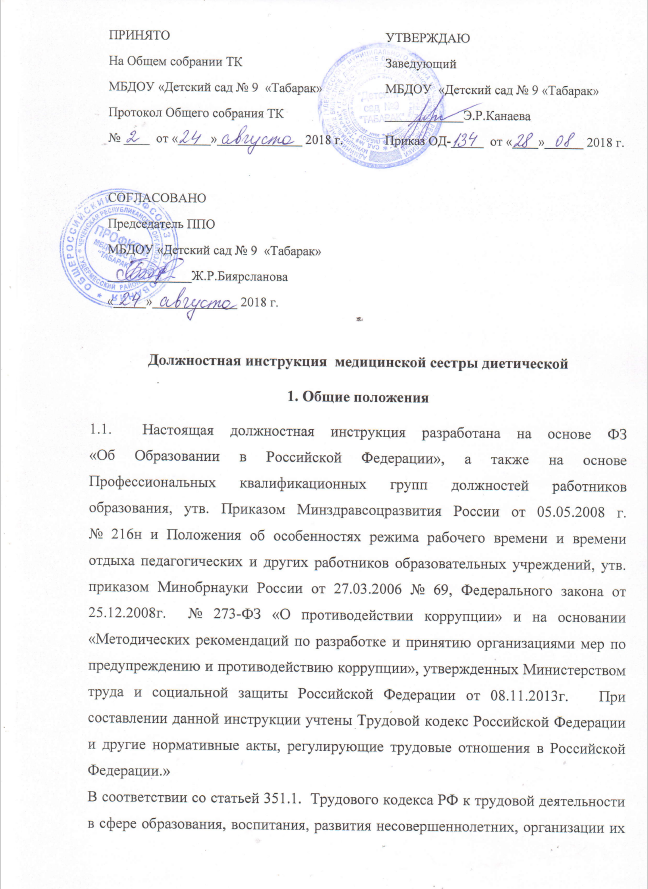 ПРИНЯТО
На Общем собрании ТК
МБДОУ «Детский сад № 9 «Табарак»
Протокол Общего собрания ТК
№ 2 от «24» августа 2018 г.
УТВЕРЖДАЮ
Заведующий
МБДОУ «Детский сад № 9 «Табарак»
Э.Р.Канаева
Приказ ОД-134 от «28» 08 2018 г.
СОГЛАСОВАНО
Председатель ППО
МБДОУ «Детский сад № 9 «Табарак»
Ж.Р.Биярсланова
«24» августа 2018 г.
Должностная инструкция медицинской сестры диетической
1. Общие положения
1.1. Настоящая должностная инструкция разработана на основе ФЗ
«Об Образовании в Российской Федерации», а также на основе
Профессиональных квалификационных групп должностей работников
образования, утв. Приказом Минздравсоцразвития России от 05.05.2008 г.
№ 216н и Положения об особенностях режима рабочего времени и времени
отдыха педагогических и других работников образовательных учреждений, утв.
приказом Минобрнауки России от 27.03.2006 № 69, Федерального закона от
25.12.2008г. № 273-ФЗ «О противодействии коррупции» и на основании
«Методических рекомендаций по разработке и принятию организациями мер по
предупреждению и противодействию коррупции», утвержденных Министерством
труда и социальной защиты Российской Федерации от 08.11.2013г. При
составлении данной инструкции учтены Трудовой кодекс Российской Федерации
и другие нормативные акты, регулирующие трудовые отношения в Российской
Федерации.»
В соответствии со статьей 351.1. Трудового кодекса РФ к трудовой деятельности
в сфере образования, воспитания, развития несовершеннолетних, организации их